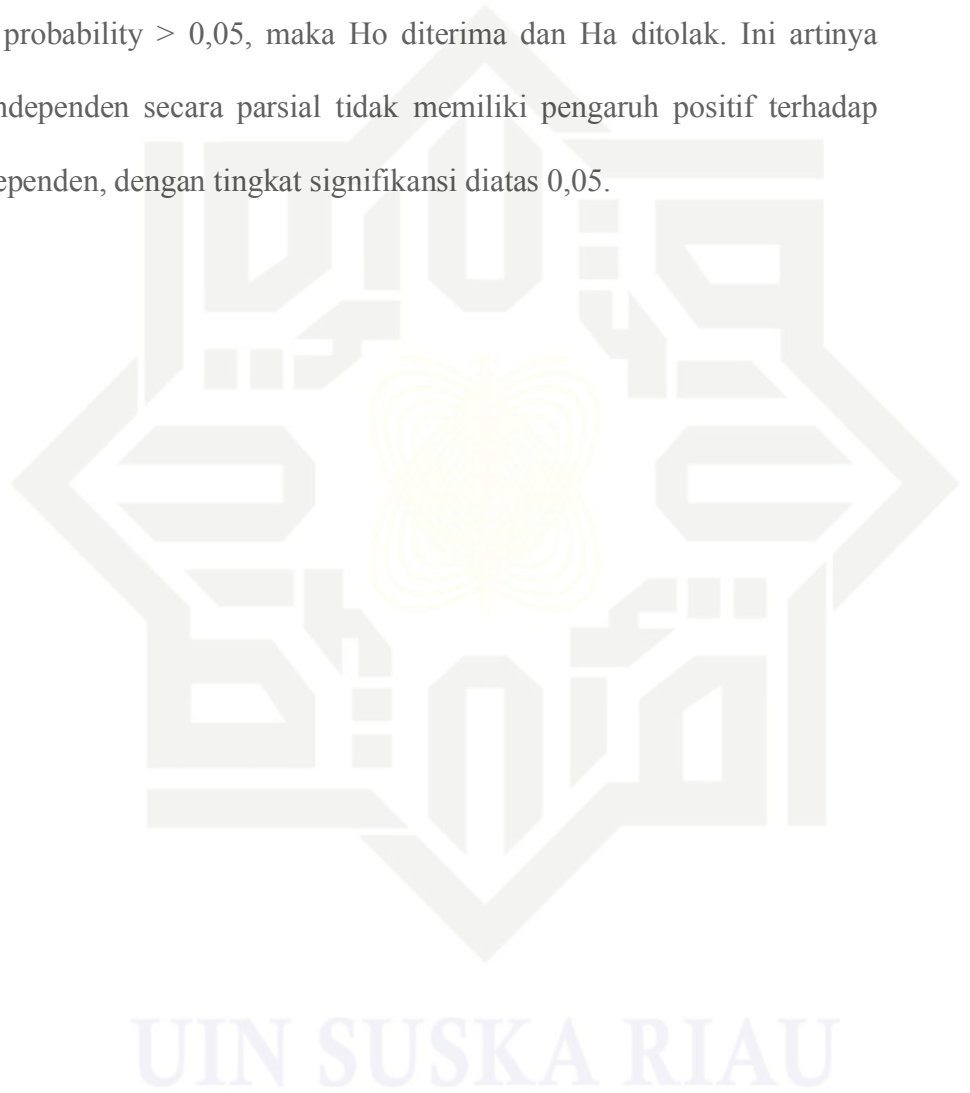 probability > 0,05, maka Ho diterima dan Ha ditolak. Ini artinya
ndependen secara parsial tidak memiliki pengaruh positif terhadap
ependen, dengan tingkat signifikansi diatas 0,05.
UIN SUSKA RIAU